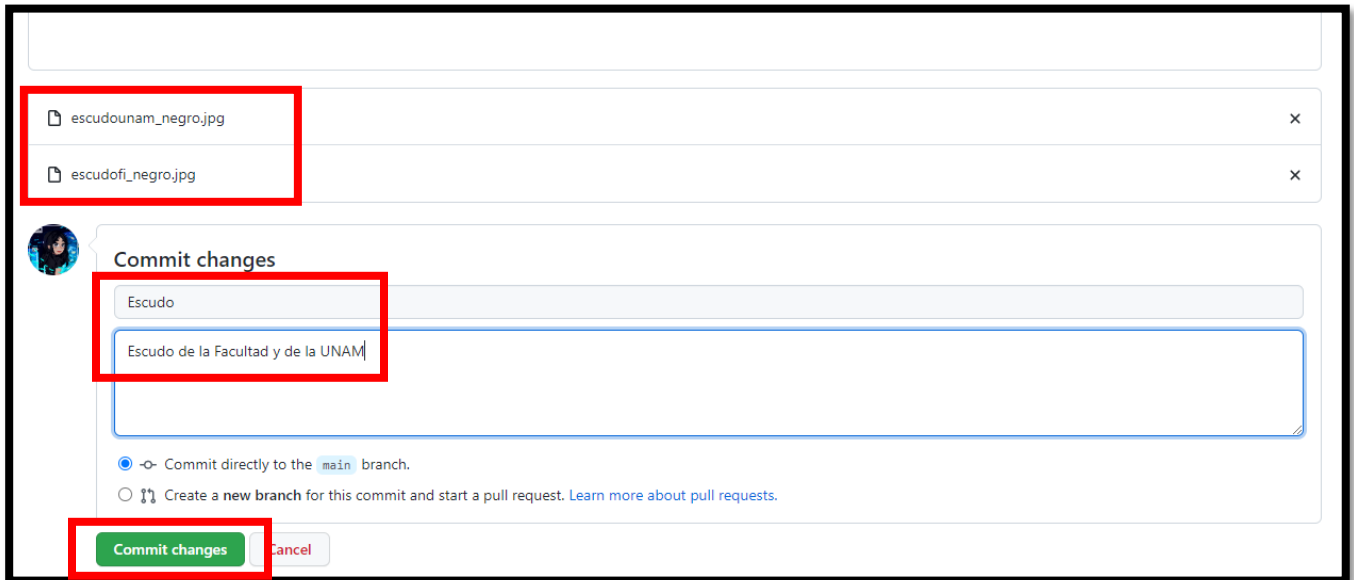 escudounam_negro.jpg
escudofi_negro.jpg
Commit changes
Escudo
Escudo de la Facultad y de la UNAM
Commit directly to the main branch.
Create a new branch for this commit and start a pull request. Learn more about pull requests.
Commit changes Cancel